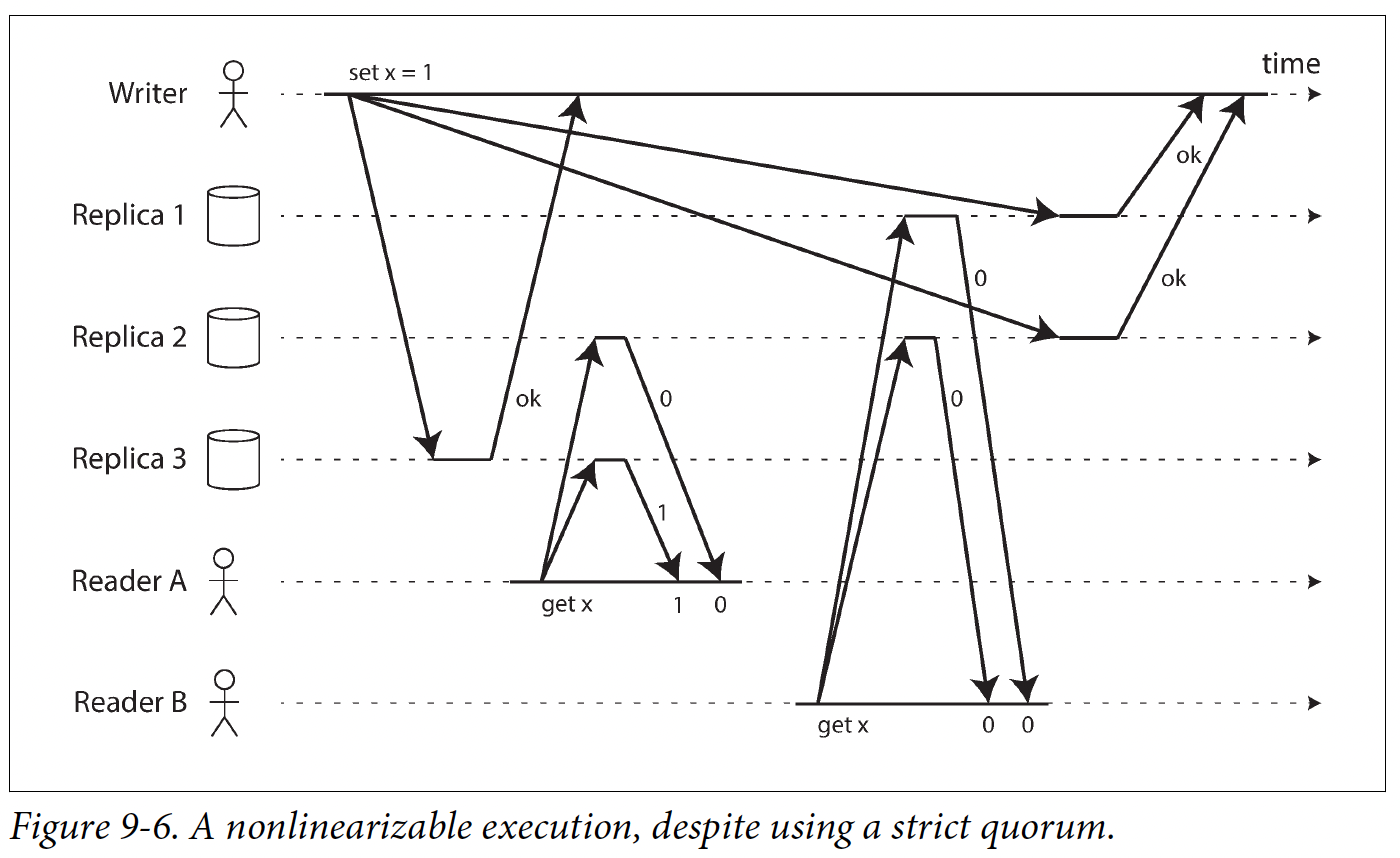 set x = 1
time
Writer
ok
Replica 1
0
ok
Replica 2
ok
0
0
Replica 3
1
Reader A
get x
1
0
Reader B
get x
0
0
Figure 9-6. A nonlinearizable execution, despite using a strict quorum.